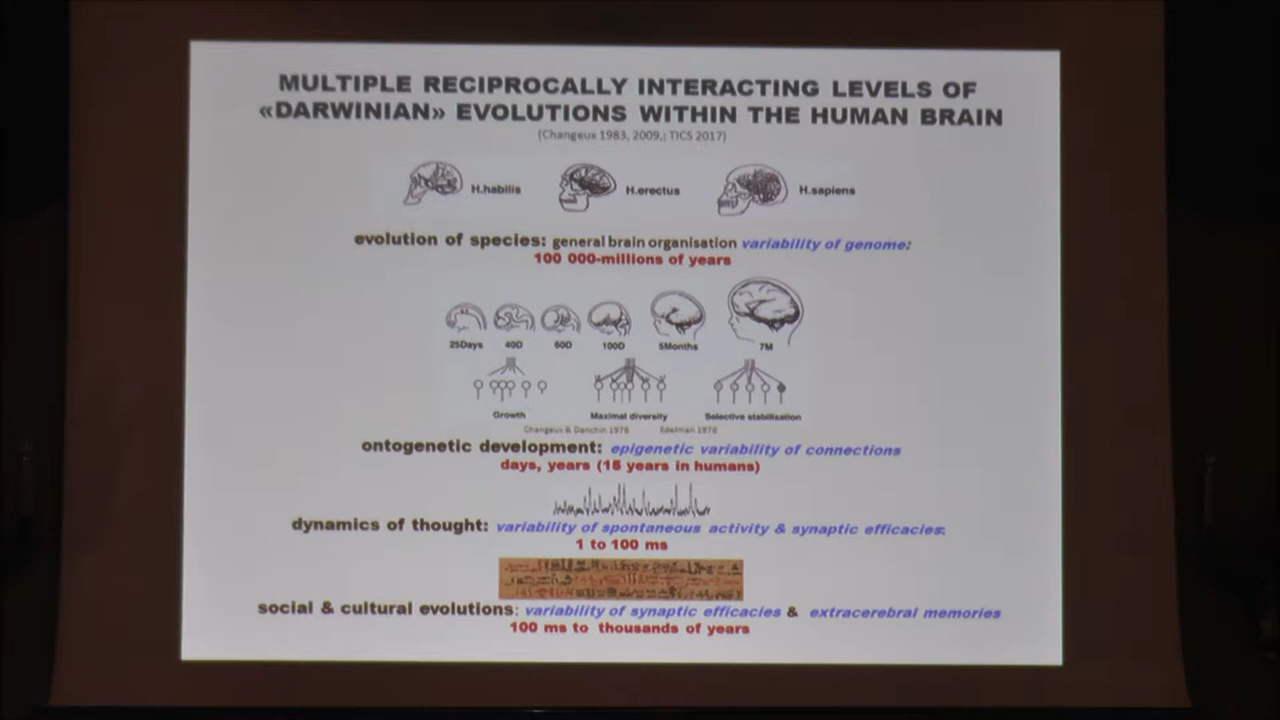 MULTIPLE RECIPROCALLY INTERACTING LEVELS OF
«DARWINIAN» EVOLUTIONS WITHIN THE HUMAN BRAIN
(Changeux 1983, 2009,; TICS 2017)
H.habilis H.erectus H.sapiens
evolution of species: general brain organisation variability of genome:
100 000-millions of years
25Days 40D 60D 100D 5Months 7M
Growth Maximal diversity Selective stabilisation
Changeux & Danchin 1976 Edelman 1978
ontogenetic development: epigenetic variability of connections
days, years (15 years in humans)
dynamics of thought: variability of spontaneous activity & synaptic efficacies:
1 to 100 ms
social & cultural evolutions: variability of synaptic efficacies & extracerebral memories
100 ms to thousands of years